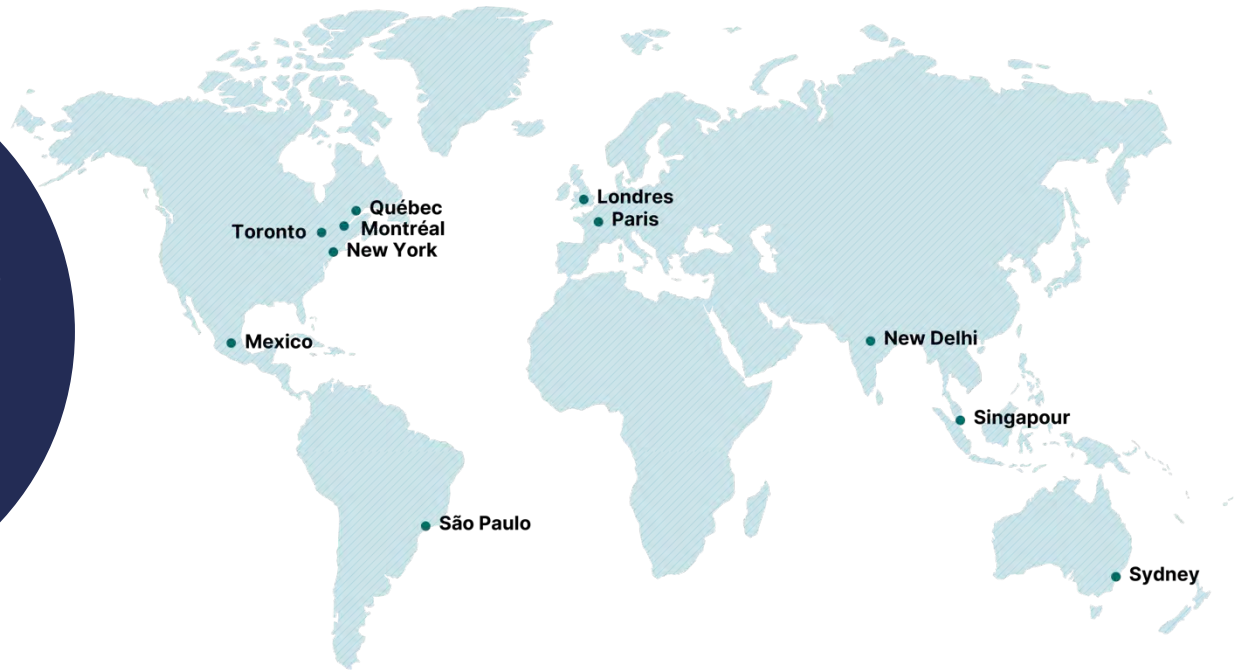 Londres
Québec
Paris
Toronto
Montréal
New York
New Delhi
Mexico
Singapour
São Paulo
Sydney